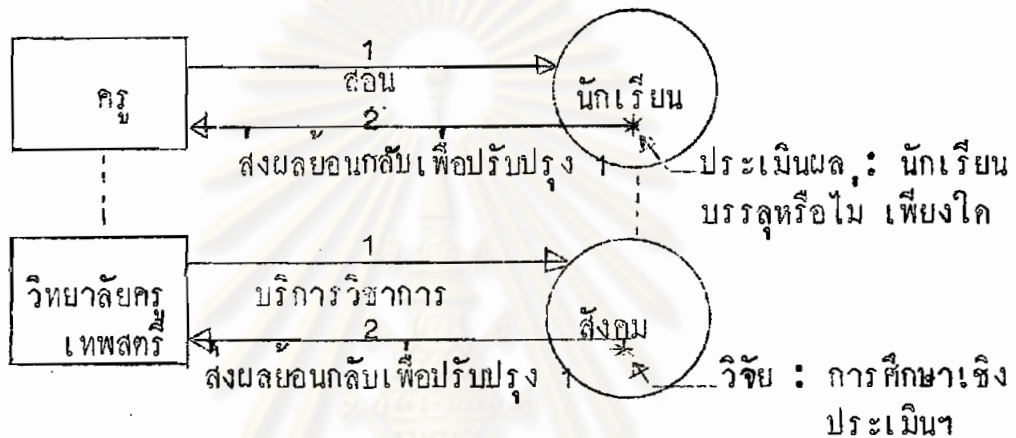 1
ครู
สอน
นักเรียน
2
ส่งผลย้อนกลับเพื่อปรับปรุง 1
ประเมินผล : นักเรียน
บรรลุหรือไม่ เพียงใด
1
วิทยาลัยครู
เทพสตรี
บริการวิชาการ
2
สังคม
ส่งผลย้อนกลับเพื่อปรับปรุง 1
วิจัย : การศึกษาเชิง
ประเมินฯ